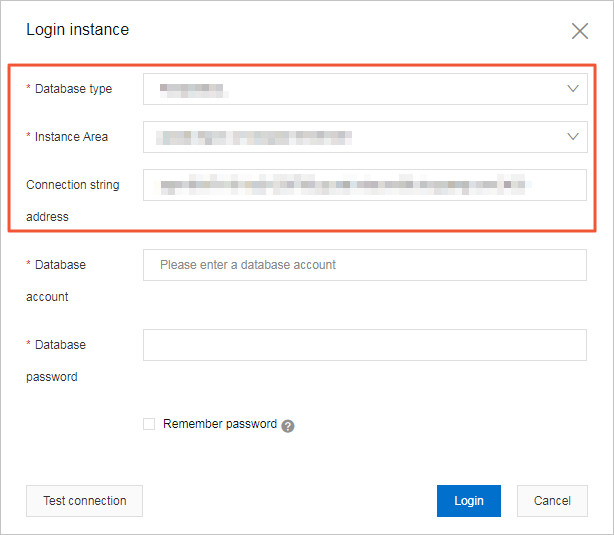 Login instance
* Database type
* Instance Area
Connection string
address
* Database
account
Please enter a database account
* Database
password
Remember password ?
Test connection
Login
Cancel